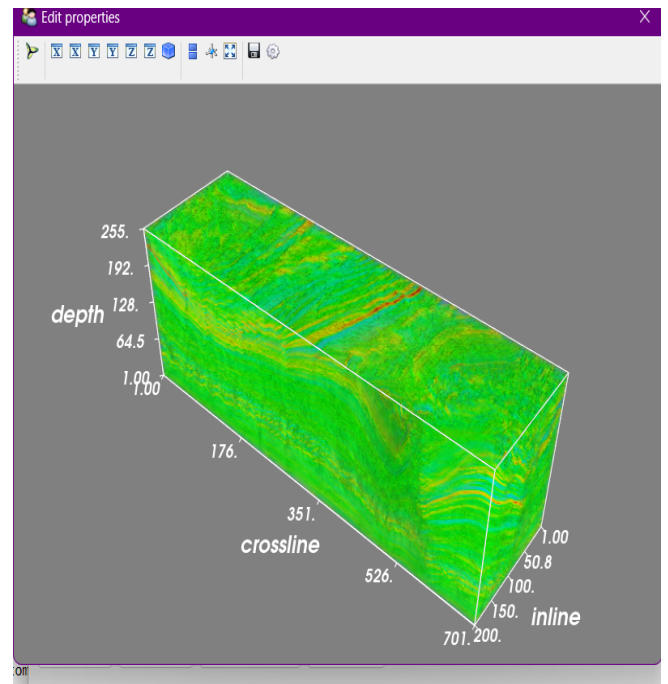 Edit properties
X
X X Y Y Z Z
255.
192.
depth 128.
64.5
1.00
1.00
176.
351.
crossline
526.
701. 200.
150.
100.
50.8
1.00
inline
om